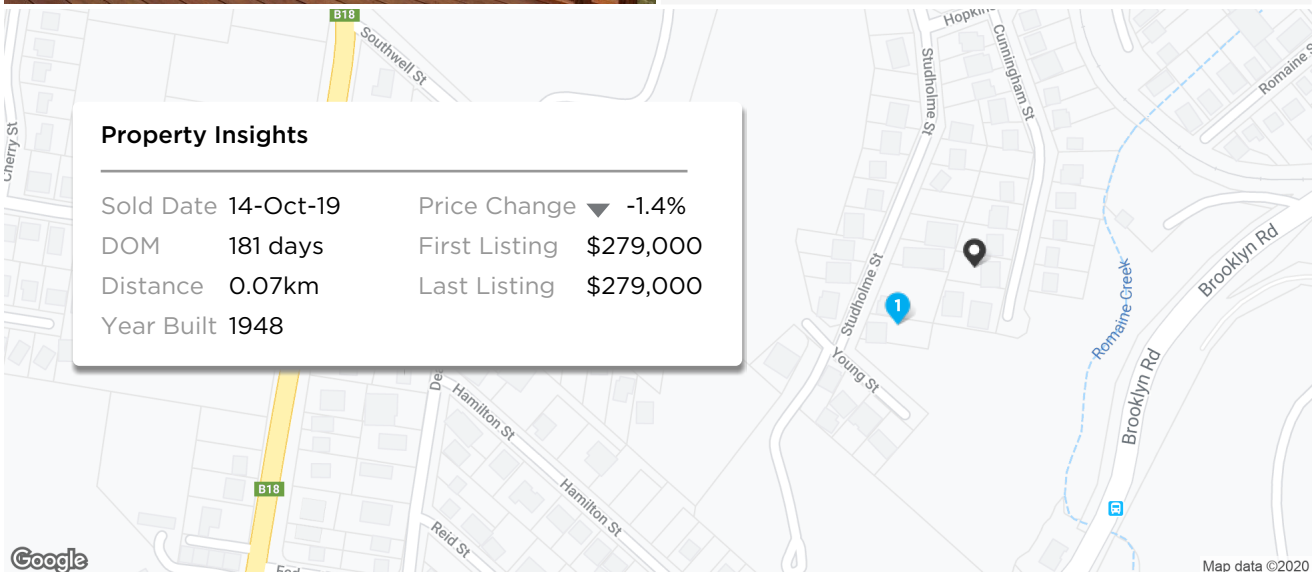 B18
Southwell St
Cherry St
Studholme St
Cunningham St
Property Insights
Sold Date 14-Oct-19 Price Change -1.4%
DOM 181 days First Listing $279,000
Distance 0.07km Last Listing $279,000
Year Built 1948
Studholme St
1
Young St
Romaine Creek
Brooklyn Rd
Brooklyn Rd
Hamilton St
Hamilton St
B18
Reid St
Google
Map data ©2020